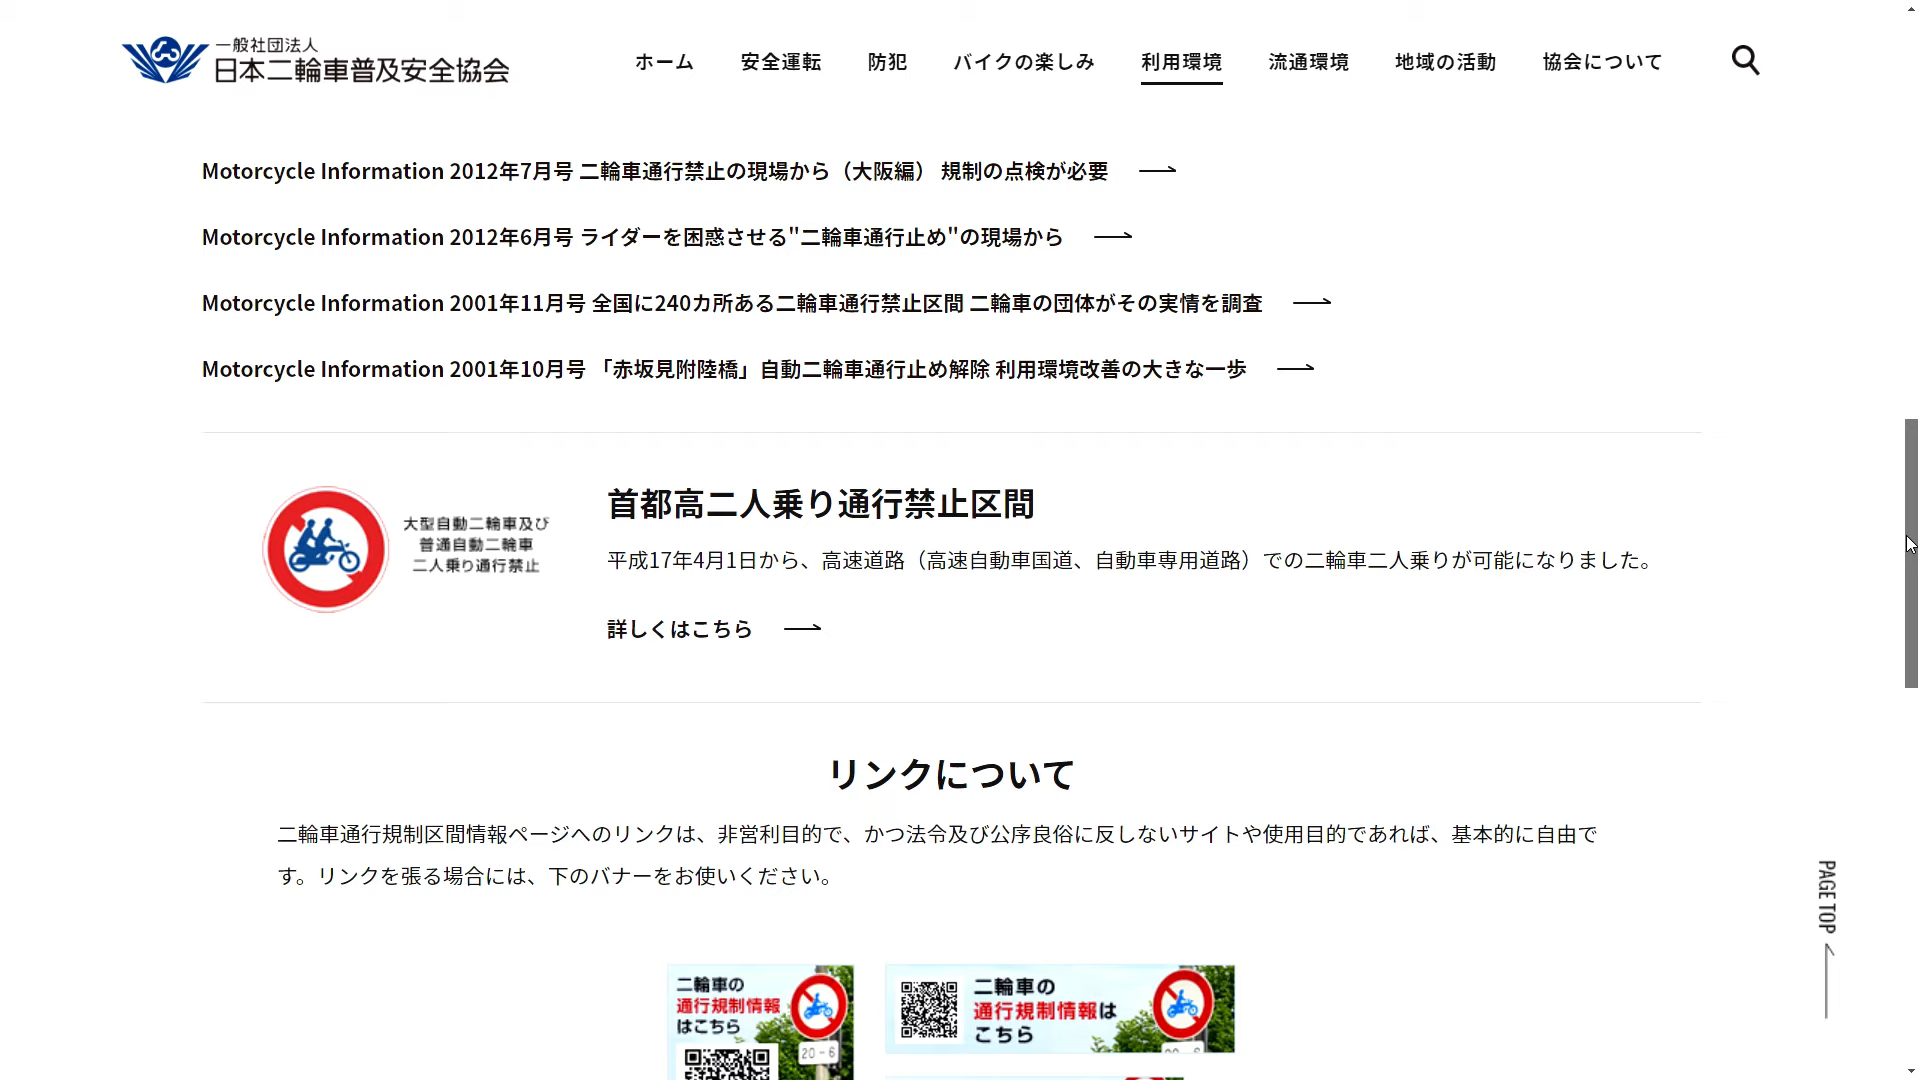 一般社団法人
日本二輪車普及安全協会
ホーム 安全運転 防犯 バイクの楽しみ 利用環境 流通環境 地域の活動 協会について
Motorcycle Information 2012年7月号 二輪車通行禁止の現場から（大阪編） 規制の点検が必要
Motorcycle Information 2012年6月号 ライダーを困惑させる"二輪車通行止め"の現場から
Motorcycle Information 2001年11月号 全国に240カ所ある二輪車通行禁止区間 二輪車の団体がその実情を調査
Motorcycle Information 2001年10月号 「赤坂見附陸橋」自動二輪車通行止め解除 利用環境改善の大きな一歩
大型自動二輪車及び
普通自動二輪車
二人乗り通行禁止
首都高二人乗り通行禁止区間
平成17年4月1日から、高速道路（高速自動車国道、自動車専用道路）での二輪車二人乗りが可能になりました。
詳しくはこちら
リンクについて
二輪車通行規制区間情報ページへのリンクは、非営利目的で、かつ法令及び公序良俗に反しないサイトや使用目的であれば、基本的に自由で
す。リンクを張る場合には、下のバナーをお使いください。
PAGE TOP
二輪車の
通行規制情報
はこちら
20-6
二輪車の
通行規制情報は
こちら